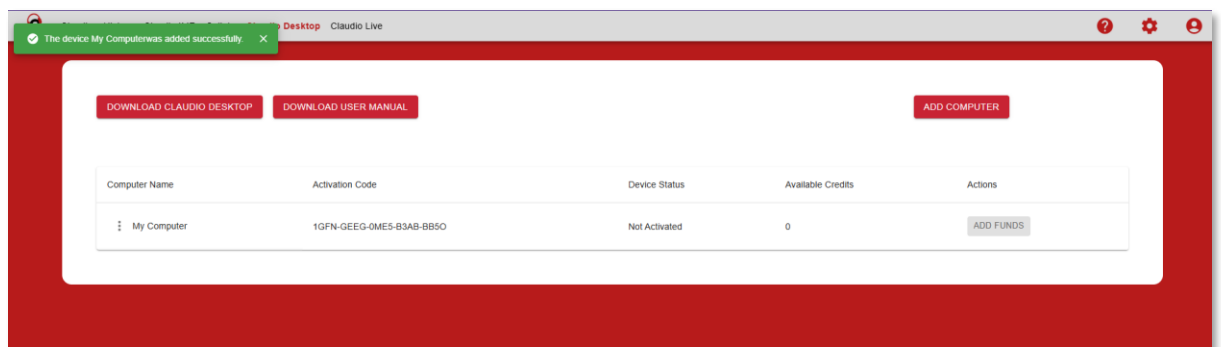 Desktop Claudio Live
The device My Computerwas added successfully.
DOWNLOAD CLAUDIO DESKTOP DOWNLOAD USER MANUAL ADD COMPUTER
Computer Name Activation Code Device Status Available Credits Actions
My Computer 1GFN-GEEG-0ME5-B3AB-BB5O Not Activated 0 ADD FUNDS